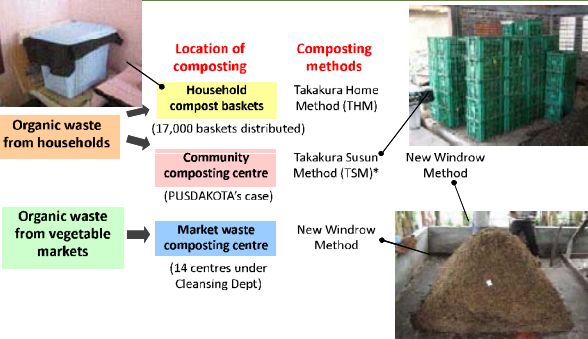 Location of
composting
Composting
methods
Household
compost baskets
Takakura Home
Method (THM)
(17,000 baskets distributed)
Organic waste
from households
Community
composting centre
Takakura Susun
Method (TSM)*
New Windrow
Method
(PUSDAKOTA's case)
Organic waste
from vegetable
markets
Market waste
composting centre
New Windrow
Method
(14 centres under
Cleansing Dept)